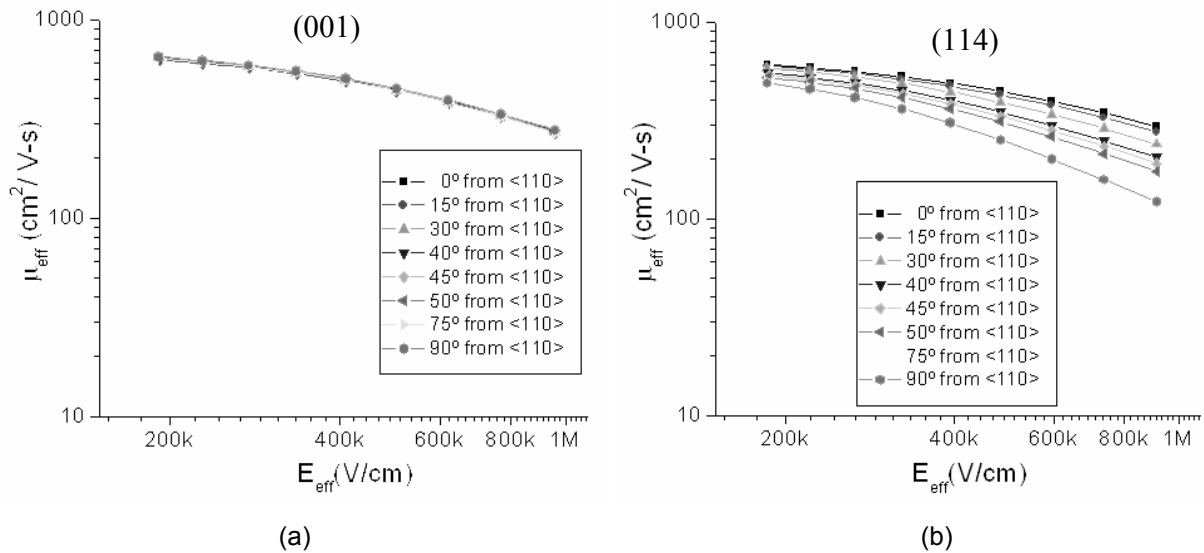 1000
(001)
100
10
μeff (cm²/ V-s)
0º from <110>
15º from <110>
30º from <110>
40º from <110>
45º from <110>
50º from <110>
75º from <110>
90º from <110>
200k 400k 600k 800k 1M
Eeff(V/cm)
(a)
1000
(114)
100
10
μeff (cm²/ V-s)
0º from <110>
15º from <110>
30º from <110>
40º from <110>
45º from <110>
50º from <110>
75º from <110>
90º from <110>
200k 400k 600k 800k 1M
Eeff(V/cm)
(b)